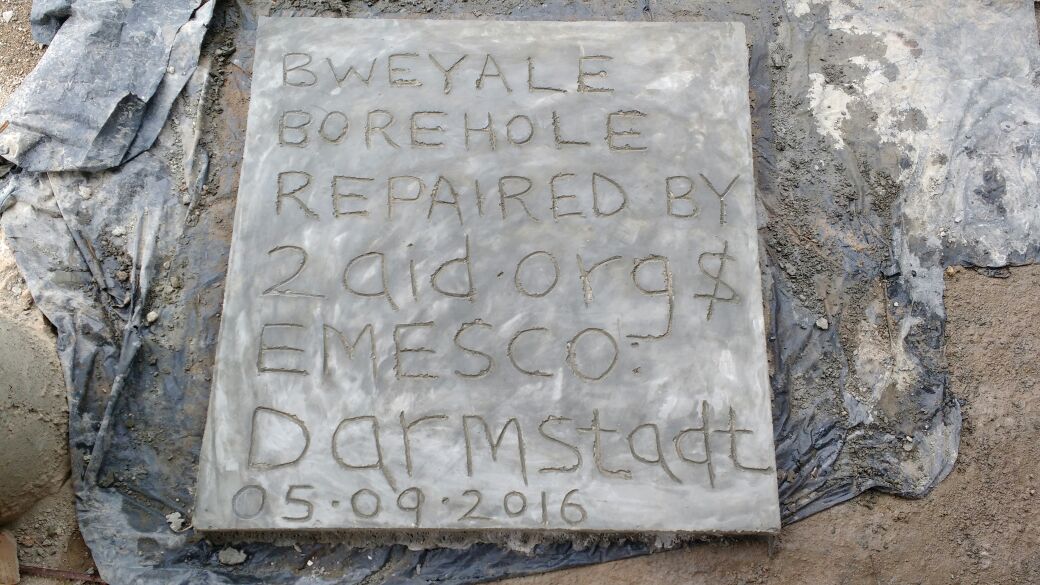 BWEYALE
BOREHOLE
REPAIRED BY
2aid.org $
EMESCO:
Darmstadt
05.09.2016